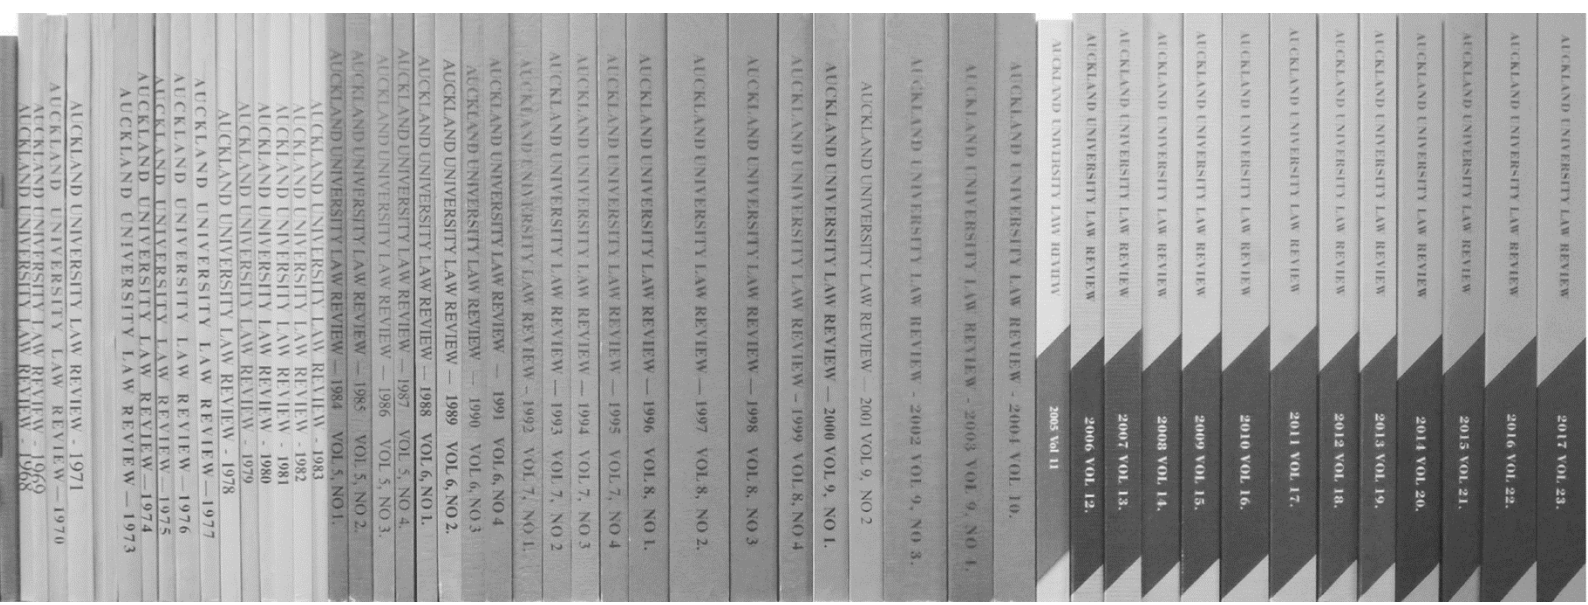 AUCKLAND UNIVERSITY LAW REVIEW - 1968
AUCKLAND UNIVERSITY LAW REVIEW - 1969
AUCKLAND UNIVERSITY LAW REVIEW — 1970
AUCKLAND UNIVERSITY LAW REVIEW - 1971
AUCKLAND UNIVERSITY LAW REVIEW — 1973
AUCKLAND UNIVERSITY LAW REVIEW — 1974
AUCKLAND UNIVERSITY LAW REVIEW — 1975
AUCKLAND UNIVERSITY LAW REVIEW — 1976
AUCKLAND UNIVERSITY LAW REVIEW — 1977
AUCKLAND UNIVERSITY LAW REVIEW - 1978
AUCKLAND UNIVERSITY LAW REVIEW - 1979
AUCKLAND UNIVERSITY LAW REVIEW - 1980
AUCKLAND UNIVERSITY LAW REVIEW - 1981
AUCKLAND UNIVERSITY LAW REVIEW - 1982
AUCKLAND UNIVERSITY LAW REVIEW - 1983
AUCKLAND UNIVERSITY LAW REVIEW — 1984 VOL 5, NO 1.
AUCKLAND UNIVERSITY LAW REVIEW — 1985 VOL 5, NO 2.
AUCKLAND UNIVERSITY LAW REVIEW — 1986 VOL 5, NO 3.
AUCKLAND UNIVERSITY LAW REVIEW — 1987 VOL 5, NO 4.
AUCKLAND UNIVERSITY LAW REVIEW — 1988 VOL 6, NO 1.
AUCKLAND UNIVERSITY LAW REVIEW — 1989 VOL 6, NO 2.
AUCKLAND UNIVERSITY LAW REVIEW — 1990 VOL 6, NO 3
AUCKLAND UNIVERSITY LAW REVIEW — 1991 VOL 6, NO 4
AUCKLAND UNIVERSITY LAW REVIEW - 1992 VOL 7, NO 1.
AUCKLAND UNIVERSITY LAW REVIEW — 1993 VOL 7, NO 2
AUCKLAND UNIVERSITY LAW REVIEW — 1994 VOL 7, NO 3
AUCKLAND UNIVERSITY LAW REVIEW — 1995 VOL 7, NO 4
AUCKLAND UNIVERSITY LAW REVIEW — 1996 VOL 8, NO 1.
AUCKLAND UNIVERSITY LAW REVIEW — 1997 VOL 8, NO 2.
AUCKLAND UNIVERSITY LAW REVIEW — 1998 VOL 8, NO 3
AUCKLAND UNIVERSITY LAW REVIEW — 1999 VOL 8, NO 4
AUCKLAND UNIVERSITY LAW REVIEW — 2000 VOL 9, NO 1.
AUCKLAND UNIVERSITY LAW REVIEW — 2001 VOL 9, NO 2
AUCKLAND UNIVERSITY LAW REVIEW - 2002 VOL 9, NO 3.
AUCKLAND UNIVERSITY LAW REVIEW - 2003 VOL 9, NO 4.
AUCKLAND UNIVERSITY LAW REVIEW - 2004 VOL 10.
AUCKLAND UNIVERSITY LAW REVIEW 2005 Vol 11
AUCKLAND UNIVERSITY LAW REVIEW 2006 VOL 12.
AUCKLAND UNIVERSITY LAW REVIEW 2007 VOL 13.
AUCKLAND UNIVERSITY LAW REVIEW 2008 VOL 14.
AUCKLAND UNIVERSITY LAW REVIEW 2009 VOL 15.
AUCKLAND UNIVERSITY LAW REVIEW 2010 VOL 16.
AUCKLAND UNIVERSITY LAW REVIEW 2011 VOL 17.
AUCKLAND UNIVERSITY LAW REVIEW 2012 VOL 18.
AUCKLAND UNIVERSITY LAW REVIEW 2013 VOL 19.
AUCKLAND UNIVERSITY LAW REVIEW 2014 VOL 20.
AUCKLAND UNIVERSITY LAW REVIEW 2015 VOL 21.
AUCKLAND UNIVERSITY LAW REVIEW 2016 VOL 22.
AUCKLAND UNIVERSITY LAW REVIEW 2017 VOL 23.